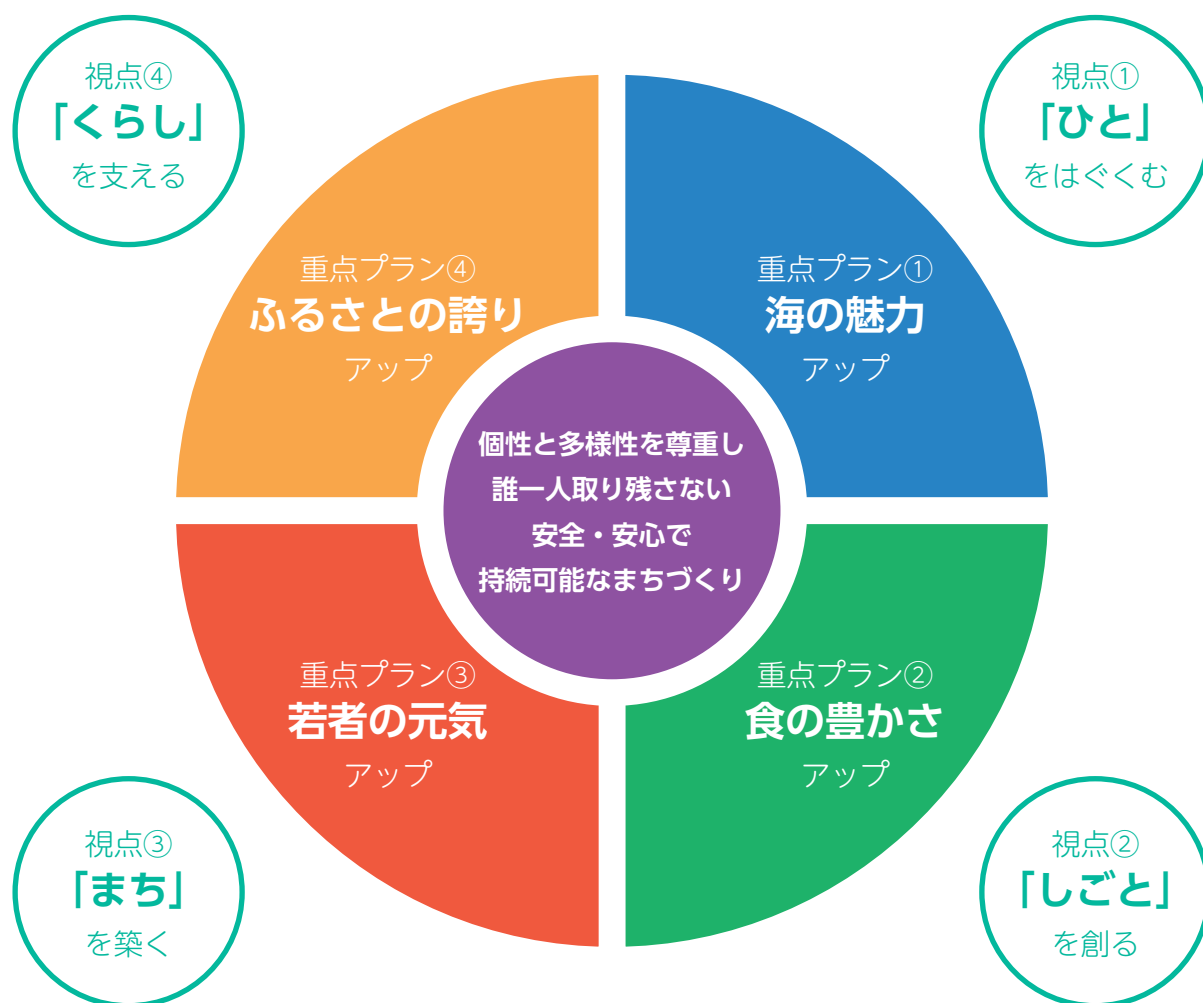 視点④
「くらし」
を支える
視点①
「ひと」
をはぐくむ
重点プラン④
ふるさとの誇り
アップ
重点プラン①
海の魅力
アップ
個性と多様性を尊重し
誰一人取り残さない
安全・安心で
持続可能なまちづくり
重点プラン③
若者の元気
アップ
重点プラン②
食の豊かさ
アップ
視点③
「まち」
を築く
視点②
「しごと」
を創る